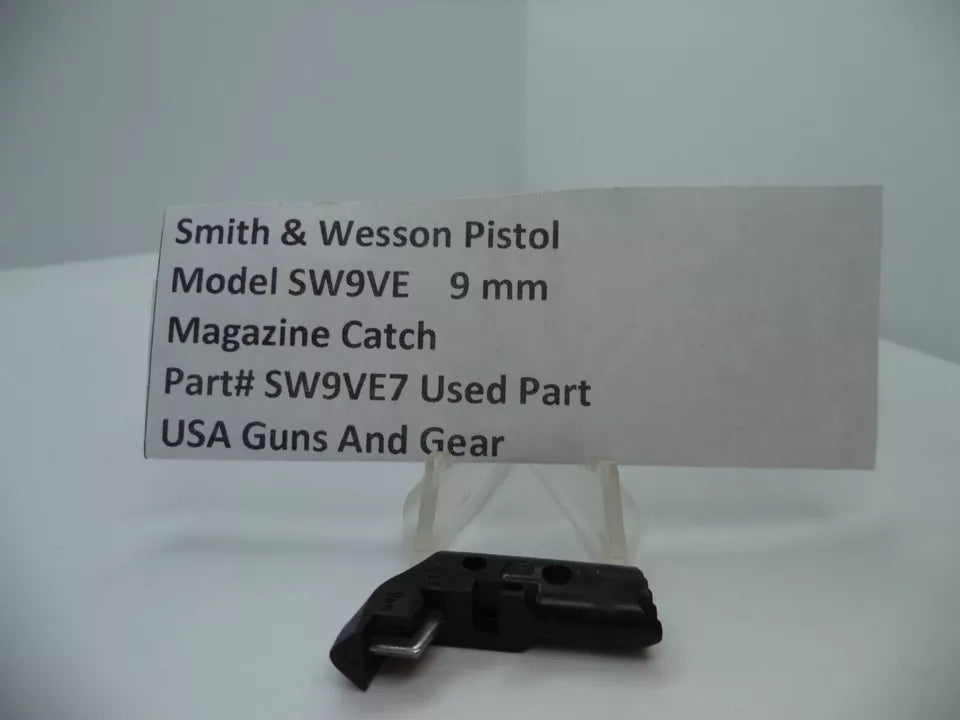 Smith & Wesson Pistol
Model SW9VE 9 mm
Magazine Catch
Part# SW9VE7 Used Part
USA Guns And Gear